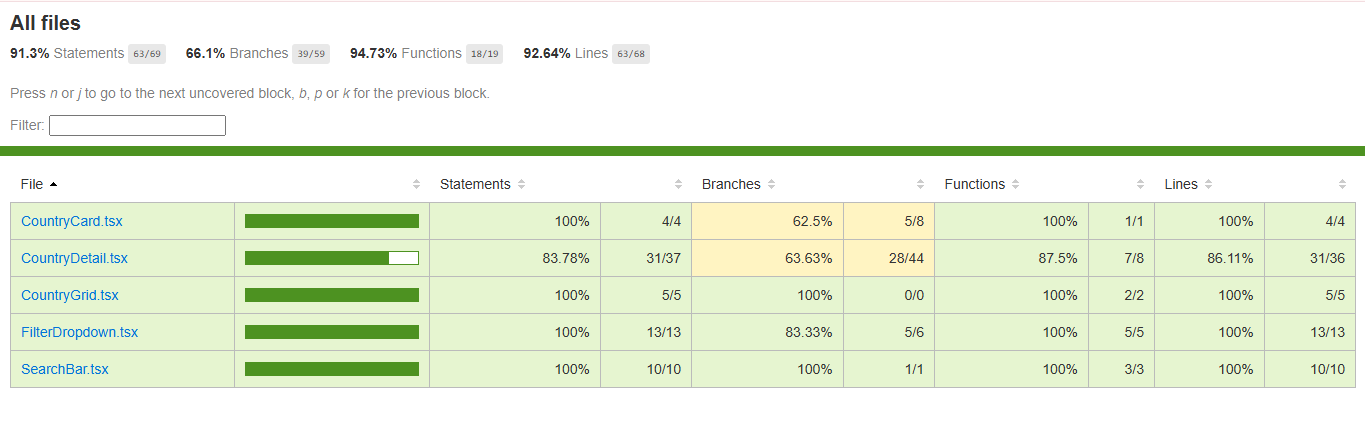 All files
91.3% Statements 63/69 66.1% Branches 39/59 94.73% Functions 18/19 92.64% Lines 63/68
Press n or j to go to the next uncovered block, b, p or k for the previous block.
Filter:
File Statements Branches Functions Lines
CountryCard.tsx 100% 4/4 62.5% 5/8 100% 1/1 100% 4/4
CountryDetail.tsx 83.78% 31/37 63.63% 28/44 87.5% 7/8 86.11% 31/36
CountryGrid.tsx 100% 5/5 100% 0/0 100% 2/2 100% 5/5
FilterDropdown.tsx 100% 13/13 83.33% 5/6 100% 5/5 100% 13/13
SearchBar.tsx 100% 10/10 100% 1/1 100% 3/3 100% 10/10